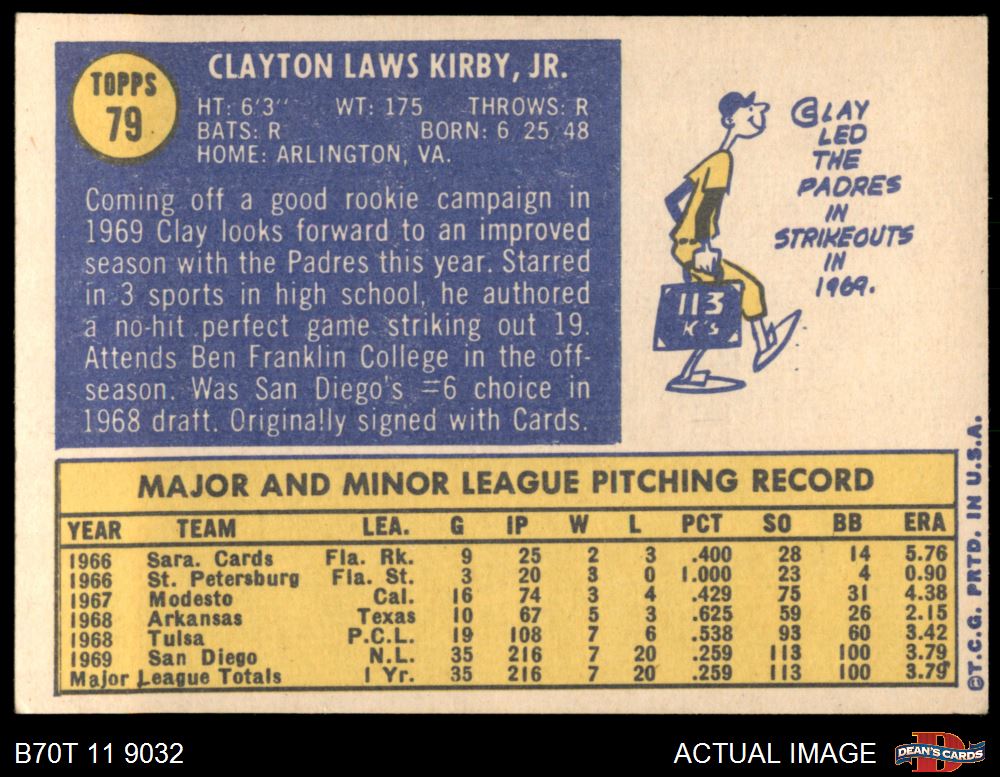 TOPPS
79
CLAYTON LAWS KIRBY, JR.
HT: 6'3" WT: 175 THROWS: R
BATS: R BORN: 6 25 48
HOME: ARLINGTON, VA.
Coming off a good rookie campaign in
1969 Clay looks forward to an improved
season with the Padres this year. Starred
in 3 sports in high school, he authored
a no-hit perfect game striking out 19.
Attends Ben Franklin College in the off-
season. Was San Diego's =6 choice in
1968 draft. Originally signed with Cards.
CLAY
LED
THE
PADRES
IN
STRIKEOUTS
IN
1969.
113
K's
MAJOR AND MINOR LEAGUE PITCHING RECORD
YEAR TEAM LEA. G IP W L PCT SO BB ERA
1966 Sara. Cards Fla. Rk. 9 25 2 3 .400 28 14 5.76
1966 St. Petersburg Fla. St. 3 20 3 0 1.000 23 4 0.90
1967 Modesto Cal. 16 74 3 4 .429 75 31 4.38
1968 Arkansas Texas 10 67 5 3 .625 59 26 2.15
1968 Tulsa P.C.L. 19 108 7 6 .538 93 60 3.42
1969 San Diego N.L. 35 216 7 20 .259 113 100 3.79
Major League Totals 1 Yr. 35 216 7 20 .259 113 100 3.79
©T.C.G. PRTD. IN U.S.A.
B70T 11 9032
ACTUAL IMAGE
DEAN'S CARDS